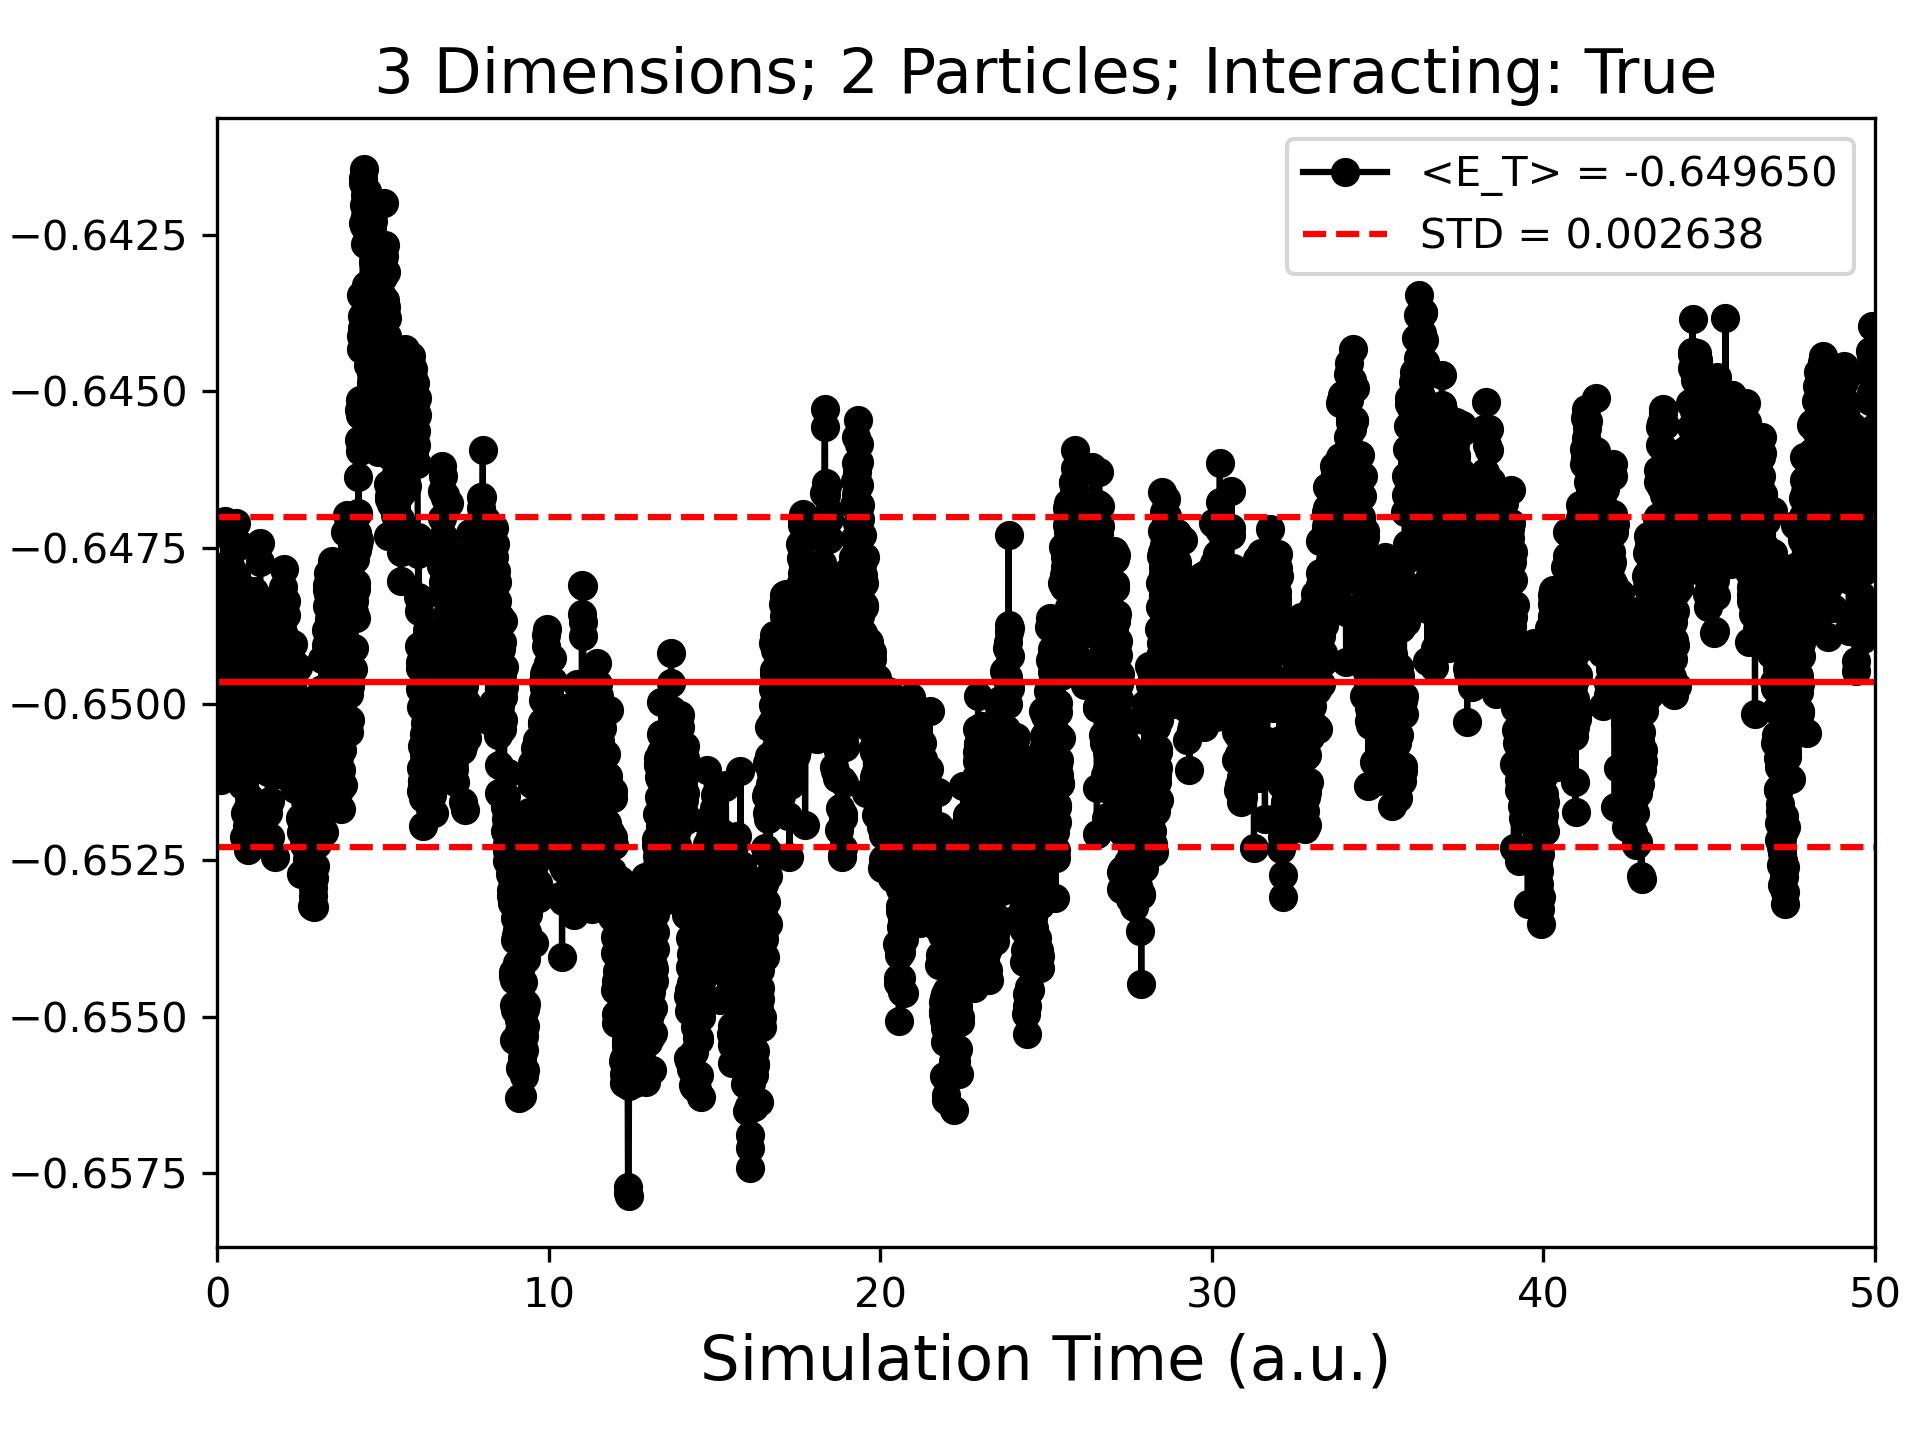 3 Dimensions; 2 Particles; Interacting: True
<E_T> = -0.649650
STD = 0.002638
−0.6425
−0.6450
−0.6475
−0.6500
−0.6525
−0.6550
−0.6575
0 10 20 30 40 50
Simulation Time (a.u.)